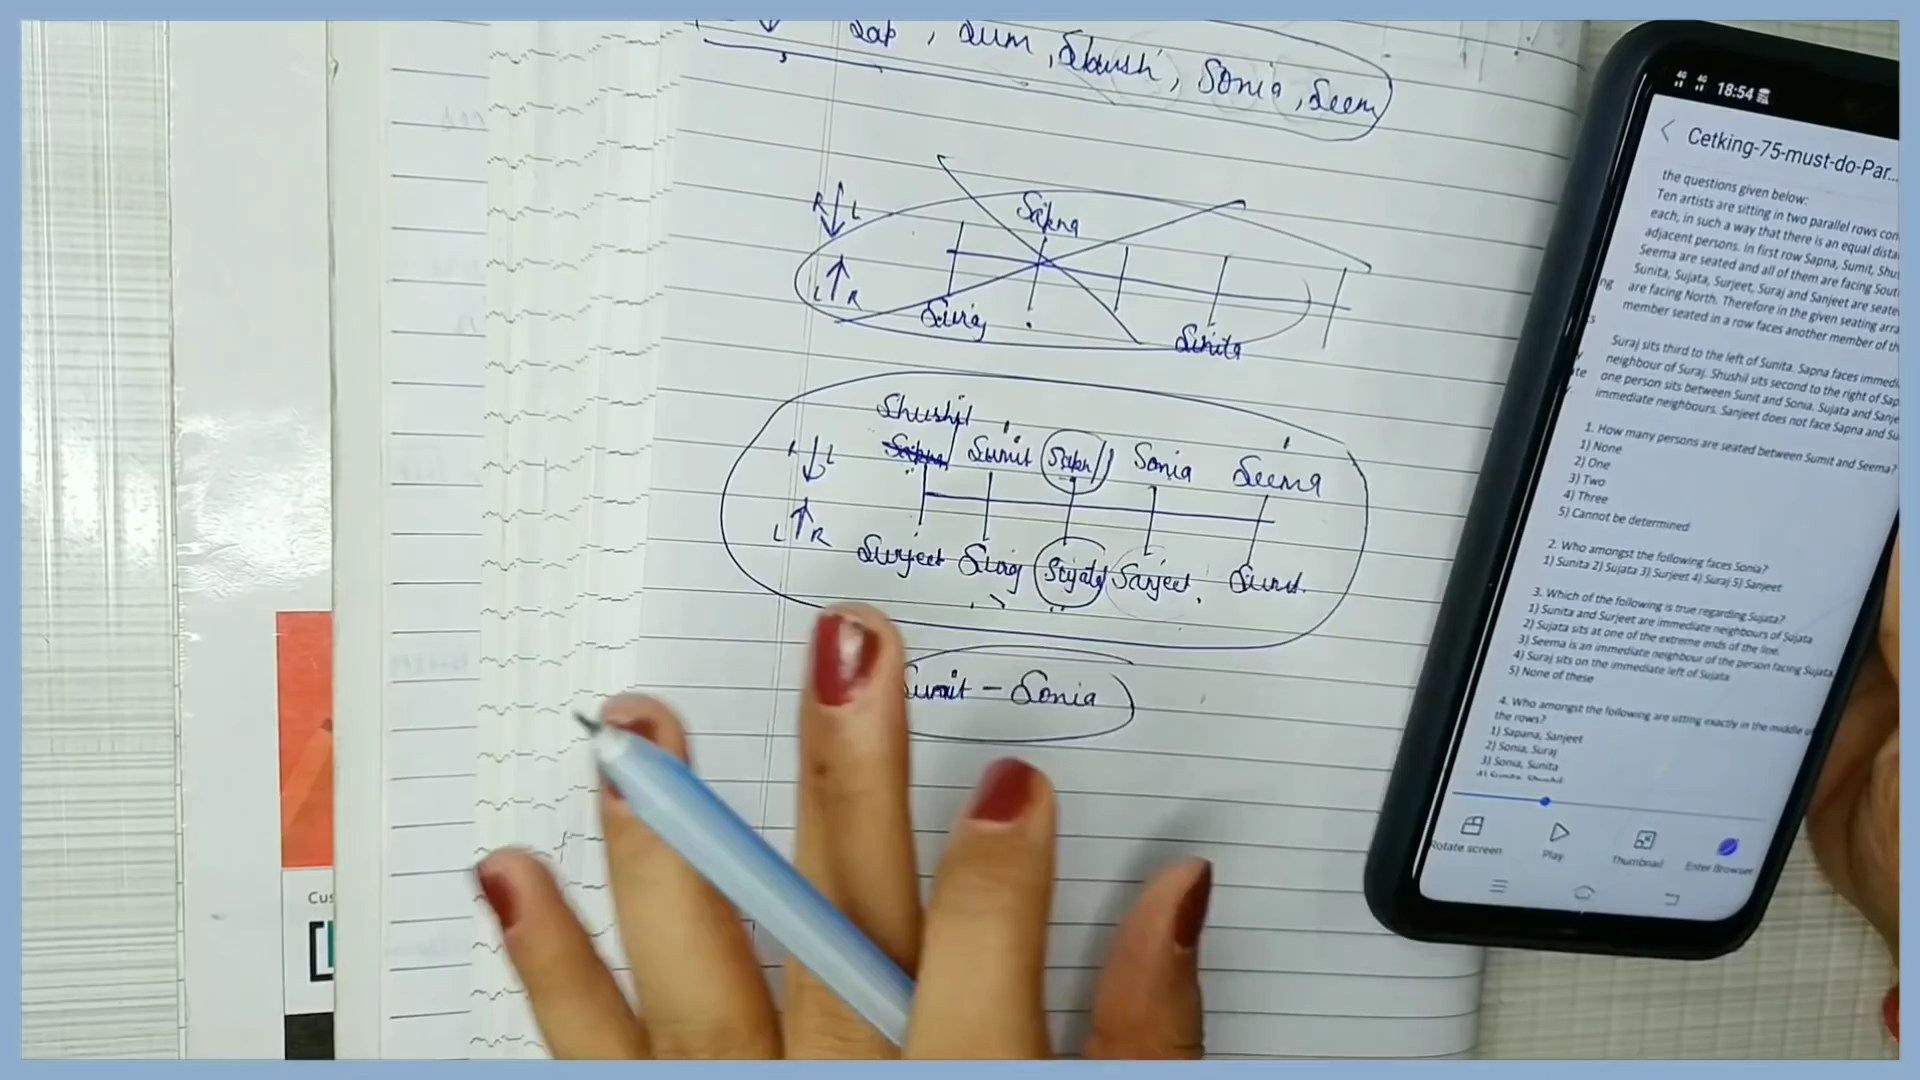 Sap, Sum, Shush, Sonia, Seem
R L
Sapna
L R
Suraj
Sunita
Shushil
L
Sapna Sumit Sapn Sonia Seema
L R
Surjeet Suraj Sujata Sanjeet Sunit
Sumit - Sonia
Cus
4G 4G 18:54
Cetking-75-must-do-Par...
the questions given below:
Ten artists are sitting in two parallel rows con
each, in such a way that there is an equal dista
adjacent persons. In first row Sapna, Sumit, Shus
Seema are seated and all of them are facing Sout
Sunita, Sujata, Surjeet, Suraj and Sanjeet are seate
ng are facing North. Therefore in the given seating arra
member seated in a row faces another member of th
Suraj sits third to the left of Sunita. Sapna faces immedi
neighbour of Suraj. Shushil sits second to the right of Sap
one person sits between Sunit and Sonia. Sujata and Sanje
immediate neighbours. Sanjeet does not face Sapna and Su
1. How many persons are seated between Sumit and Seema?
1) None
2) One
3) Two
4) Three
5) Cannot be determined
2. Who amongst the following faces Sonia?
1) Sunita 2) Sujata 3) Surjeet 4) Suraj 5) Sanjeet
3. Which of the following is true regarding Sujata?
1) Sunita and Surjeet are immediate neighbours of Sujata
2) Sujata sits at one of the extreme ends of the line.
3) Seema is an immediate neighbour of the person facing Sujata
4) Suraj sits on the immediate left of Sujata
5) None of these
4. Who amongst the following are sitting exactly in the middle o
the rows?
1) Sapana, Sanjeet
2) Sonia, Suraj
3) Sonia, Sunita
Rotate screen
Play
Thumbnail
Enter Browser